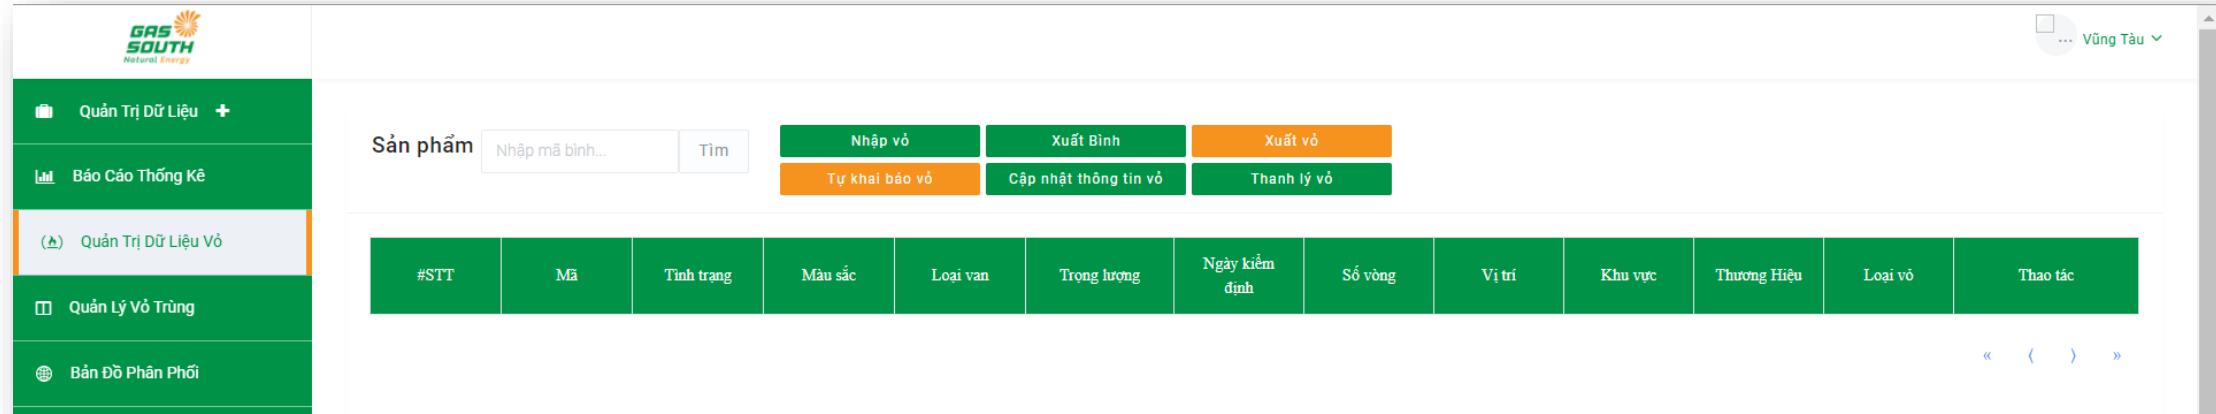 GAS
SOUTH
Natural Energy
... Vũng Tàu
Quản Trị Dữ Liệu
Báo Cáo Thống Kê
Quản Trị Dữ Liệu Vỏ
Quản Lý Vỏ Trùng
Bản Đồ Phân Phối
Sản phẩm Nhập mã bình... Tìm
Nhập vỏ Xuất Bình Xuất vỏ
Tự khai báo vỏ Cập nhật thông tin vỏ Thanh lý vỏ
#STT Mã Tình trạng Màu sắc Loại van Trọng lượng Ngày kiểm định Số vòng Vị trí Khu vực Thương Hiệu Loại vỏ Thao tác
« ⟨ ⟩ »